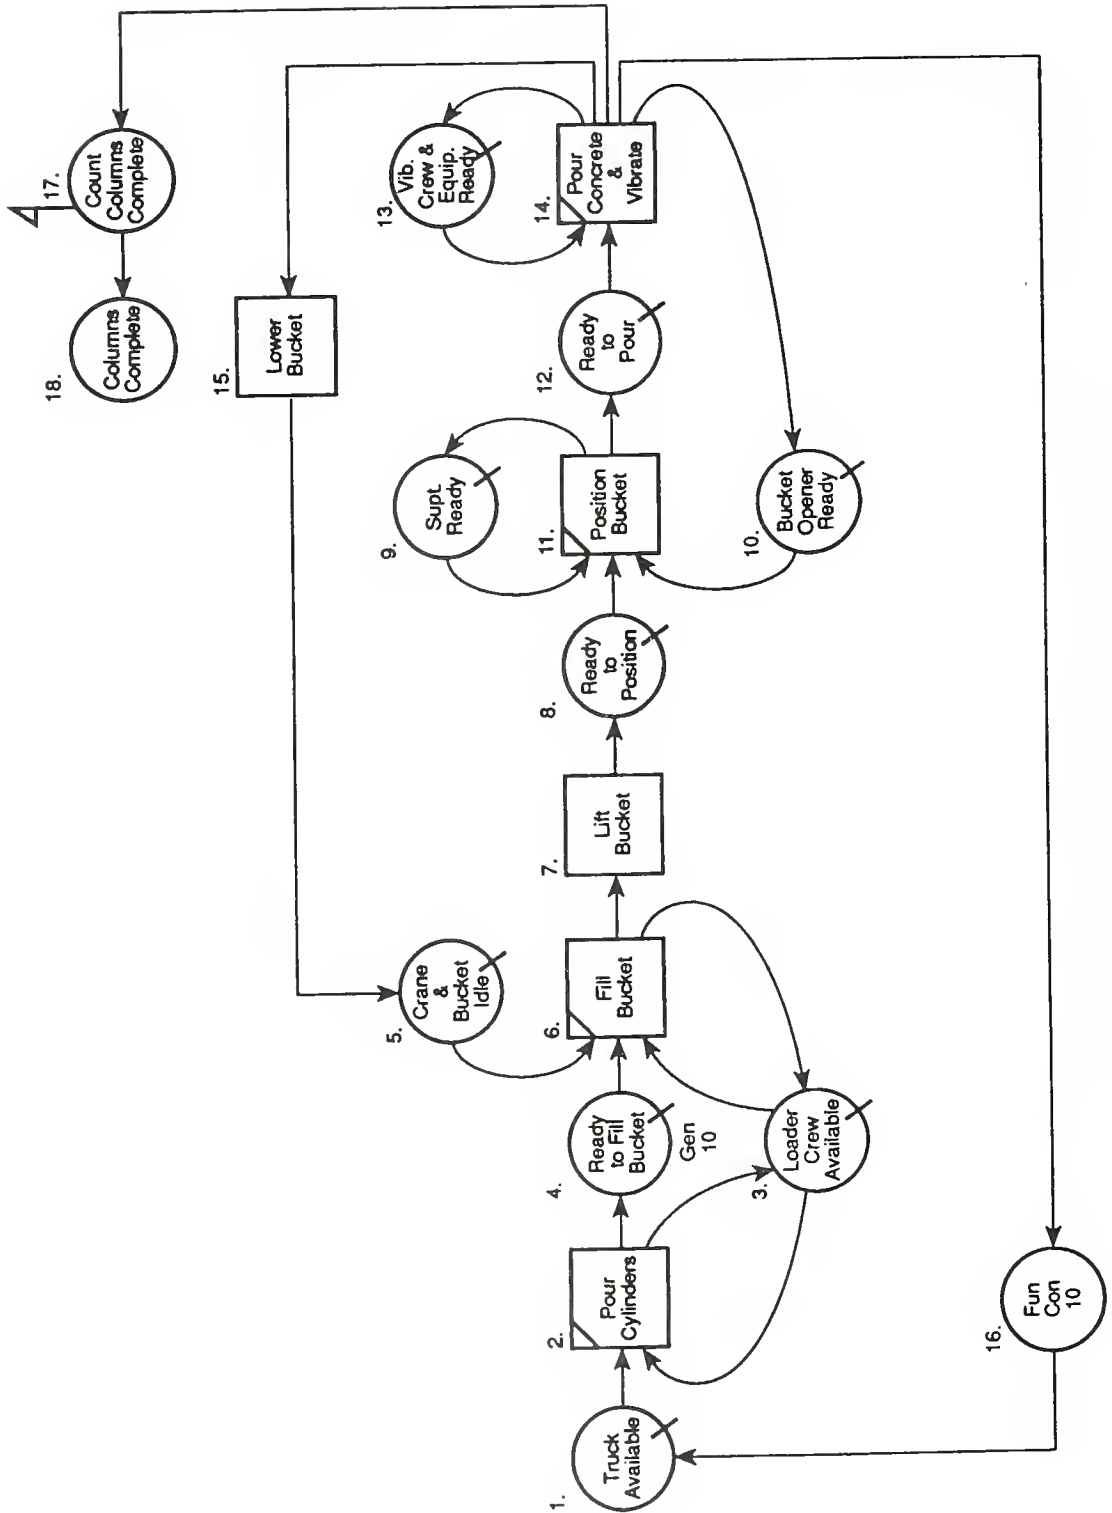 1.
Truck
Available
2.
Pour
Cylinders
3.
Loader
Crew
Available
4.
Ready
to Fill
Bucket
Gen
10
5.
Crane
&
Bucket
Idle
6.
Fill
Bucket
7.
Lift
Bucket
8.
Ready
to
Position
9.
Supt.
Ready
10.
Bucket
Opener
Ready
11.
Position
Bucket
12.
Ready
to
Pour
13.
Vib.
Crew &
Equip.
Ready
14.
Pour
Concrete
&
Vibrate
15.
Lower
Bucket
16.
Fun
Con
10
17.
Count
Columns
Complete
18.
Columns
Complete